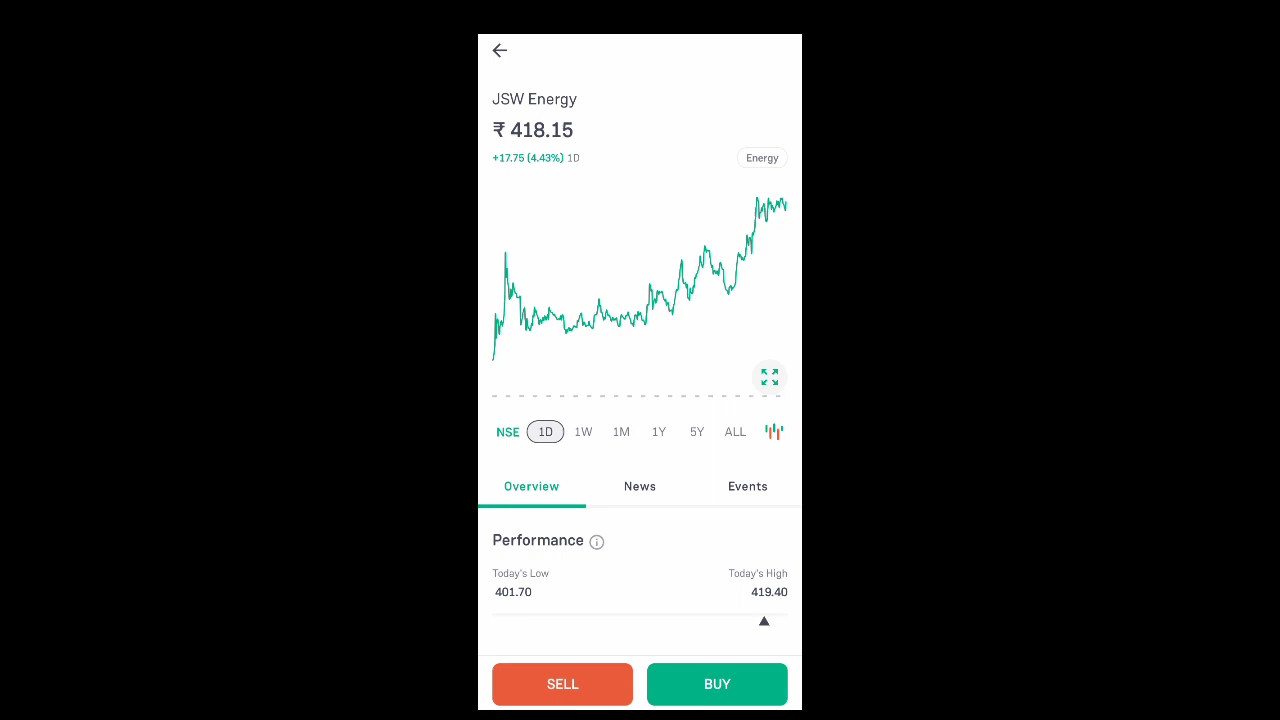 JSW Energy
₹ 418.15
+17.75 (4.43%) 1D
Energy
NSE 1D 1W 1M 1Y 5Y ALL
Overview News Events
Performance
Today's Low Today's High
401.70 419.40
SELL BUY